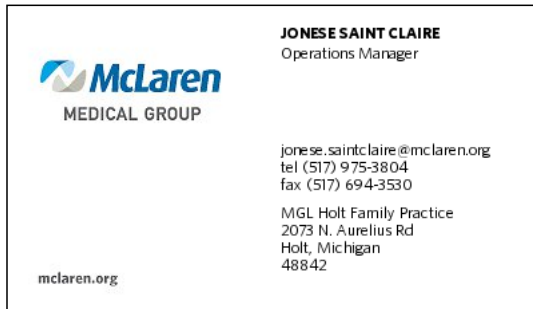 McLaren
MEDICAL GROUP
mclaren.org
JONESE SAINT CLAIRE
Operations Manager
jonese.saintclaire@mclaren.org
tel (517) 975-3804
fax (517) 694-3530
MGL Holt Family Practice
2073 N. Aurelius Rd
Holt, Michigan
48842